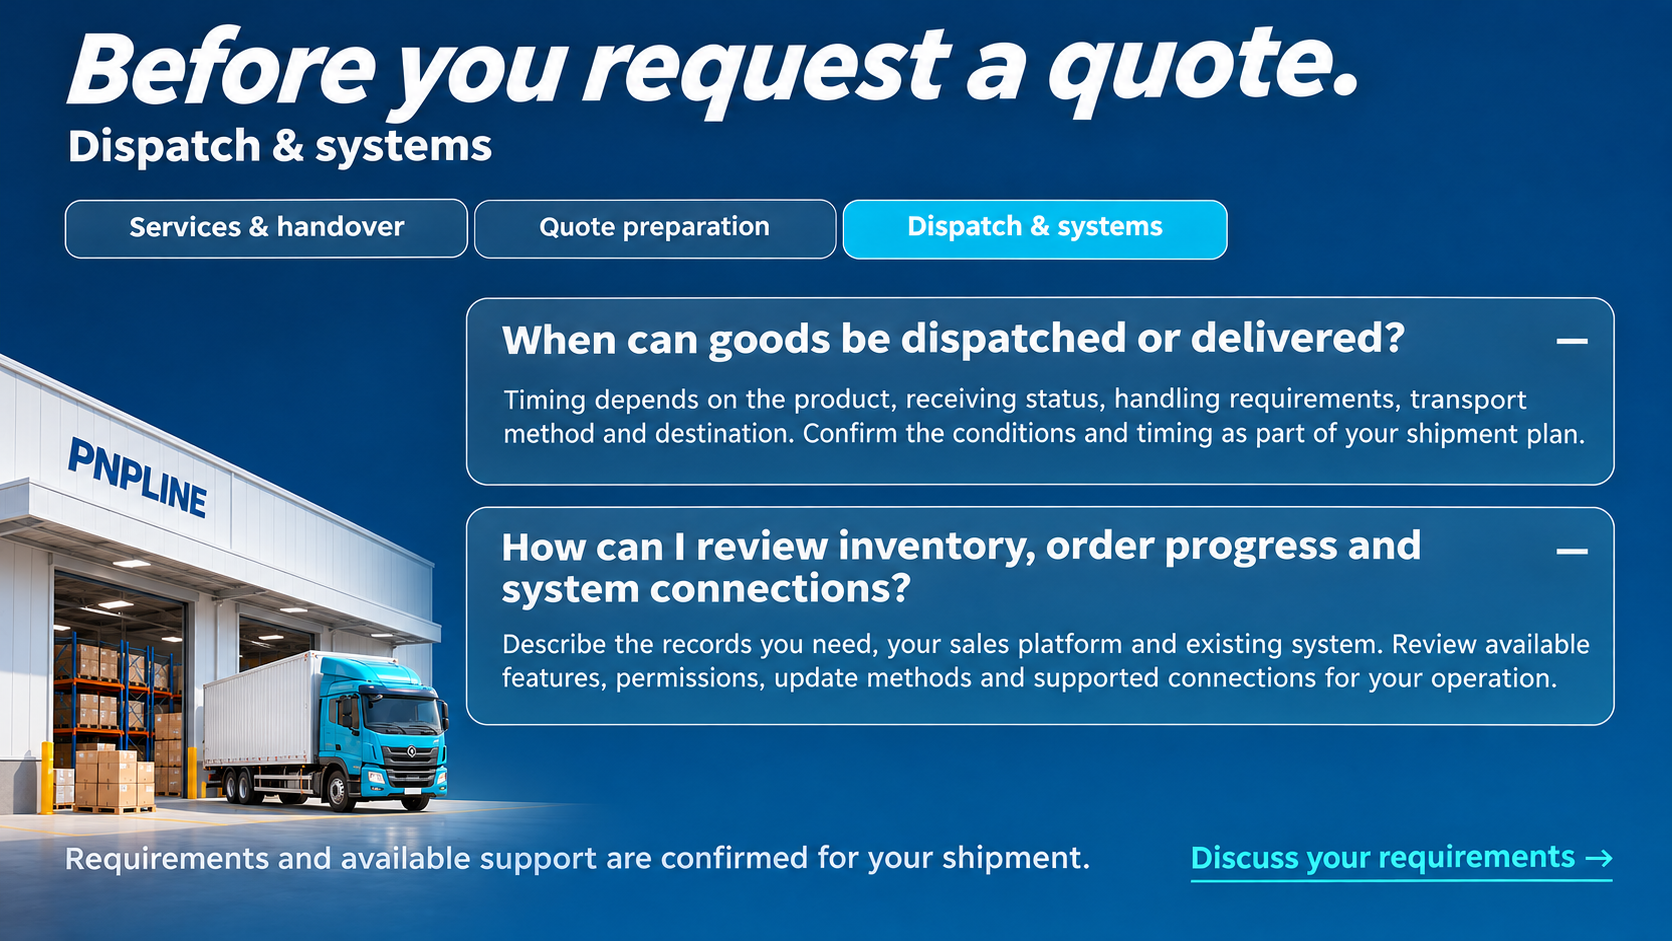 Before you request a quote.
Dispatch & systems
Services & handover
Quote preparation
Dispatch & systems
When can goods be dispatched or delivered?
Timing depends on the product, receiving status, handling requirements, transport
method and destination. Confirm the conditions and timing as part of your shipment plan.
How can I review inventory, order progress and
system connections?
Describe the records you need, your sales platform and existing system. Review available
features, permissions, update methods and supported connections for your operation.
PNPLINE
Requirements and available support are confirmed for your shipment.
Discuss your requirements →